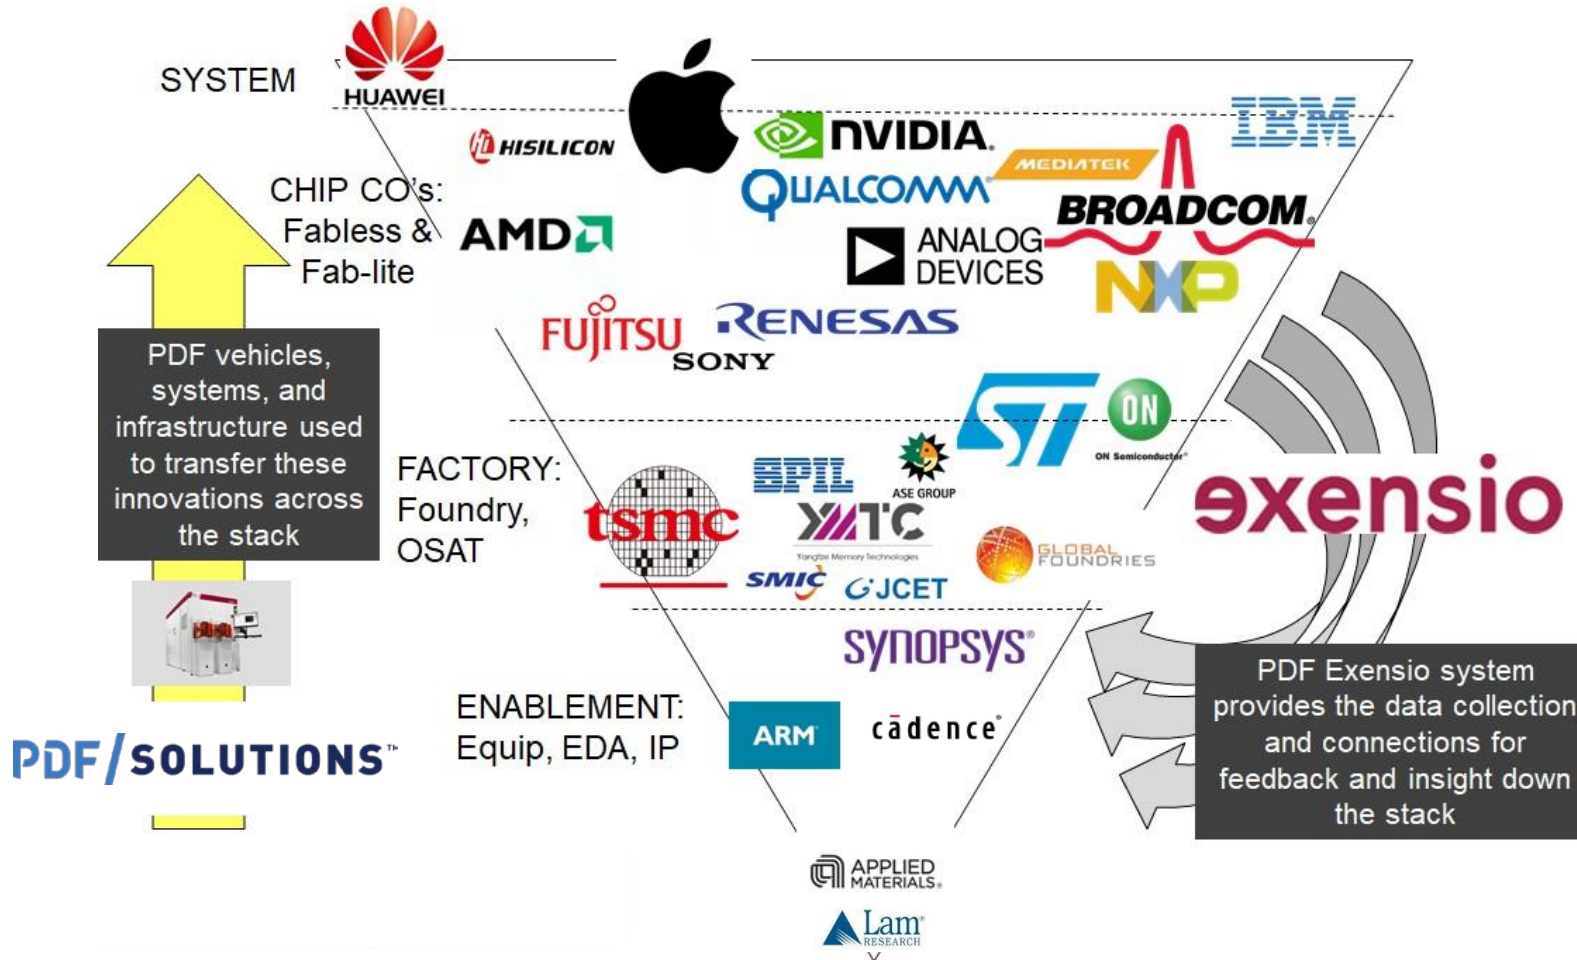 SYSTEM
HUAWEI
IBM
HISILICON
NVIDIA.
MEDIATEK
QUALCOMM®
CHIP CO's:
Fabless &
Fab-lite
AMD
BROADCOM®
ANALOG
DEVICES
NXP
FUJITSU
RENESAS
SONY
PDF vehicles,
systems, and
infrastructure used
to transfer these
innovations across
the stack
ST
ON
ON Semiconductor®
FACTORY:
Foundry,
OSAT
tsmc
SPIL
ASE GROUP
YMTC
Yangtze Memory Technologies
GLOBAL
FOUNDRIES
SMIC
JCET
exensio
SYNOPSYS®
ENABLEMENT:
Equip, EDA, IP
ARM
cādence®
PDF/SOLUTIONS™
PDF Exensio system
provides the data collection
and connections for
feedback and insight down
the stack
APPLIED
MATERIALS®
Lam®
RESEARCH